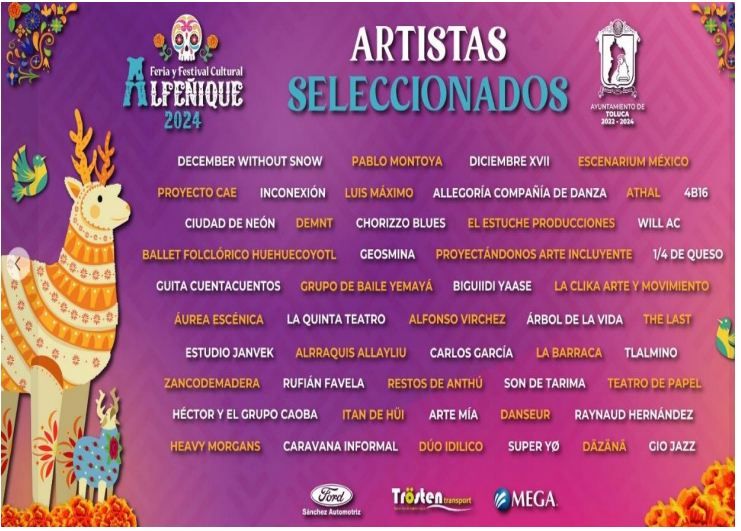 Feria y Festival Cultural
ALFEÑIQUE
2024
ARTISTAS
SELECCIONADOS
AYUNTAMIENTO DE
TOLUCA
2022 - 2024
DECEMBER WITHOUT SNOW PABLO MONTOYA DICIEMBRE XVII ESCENARIUM MÉXICO
PROYECTO CAE INCONEXIÓN LUIS MÁXIMO ALLEGORÍA COMPAÑÍA DE DANZA ATHAL 4B16
CIUDAD DE NEÓN DEMNT CHORIZZO BLUES EL ESTUCHE PRODUCCIONES WILL AC
BALLET FOLCLÓRICO HUEHUECOYOTL GEOSMINA PROYECTÁNDONOS ARTE INCLUYENTE 1/4 DE QUESO
GUITA CUENTACUENTOS GRUPO DE BAILE YEMAYÁ BIGUIIDI YAASE LA CLIKA ARTE Y MOVIMIENTO
ÁUREA ESCÉNICA LA QUINTA TEATRO ALFONSO VIRCHEZ ÁRBOL DE LA VIDA THE LAST
ESTUDIO JANVEK ALRRAQUIS ALLAYLIU CARLOS GARCÍA LA BARRACA TLALMINO
ZANCODEMADERA RUFIÁN FAVELA RESTOS DE ANTHÚ SON DE TARIMA TEATRO DE PAPEL
HÉCTOR Y EL GRUPO CAOBA ITAN DE HÜI ARTE MÍA DANSEUR RAYNAUD HERNÁNDEZ
HEAVY MORGANS CARAVANA INFORMAL DÚO IDILICO SUPER YØ DĀZĀNĀ GIO JAZZ
Ford
Sánchez Automotriz
Trösten transport
MEGA